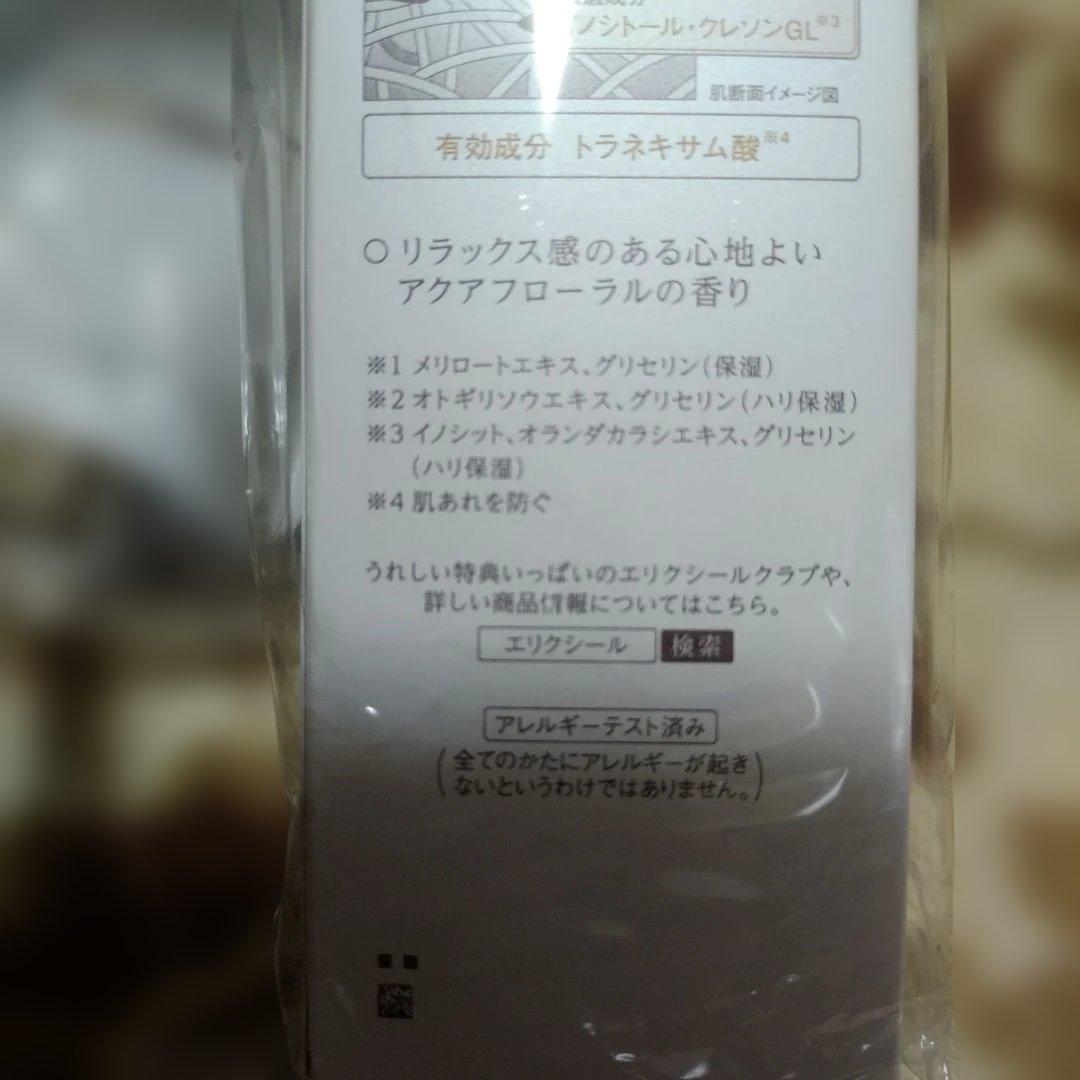 ノシトール・クレソンGL※3
肌断面イメージ図
有効成分 トラネキサム酸※4
○ リラックス感のある心地よい
アクアフローラルの香り
※1 メリロートエキス、グリセリン(保湿)
※2 オトギリソウエキス、グリセリン(ハリ保湿)
※3 イノシット、オランダカラシエキス、グリセリン
(ハリ保湿)
※4 肌あれを防ぐ
うれしい特典いっぱいのエリクシールクラブや、
詳しい商品情報についてはこちら。
エリクシール 検索
アレルギーテスト済み
(全てのかたにアレルギーが起き
ないというわけではありません。)